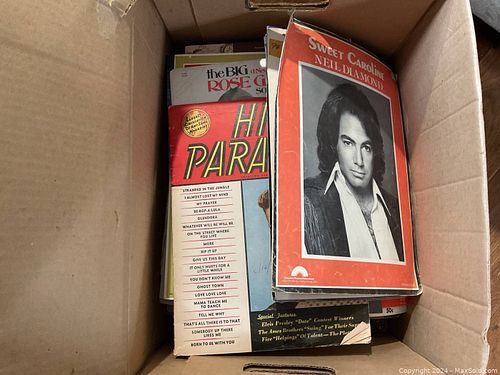 SWEET CAROLINE
NEIL DIAMOND
the BIG
ROSE
HI
PARA
STRANDED IN THE JUNGLE
I ALMOST LOST MY MIND
MY PRAYER
BE-BOP-A-LULA
GLENDORA
WHATEVER WILL BE WILL BE
ON THE STREET WHERE
YOU LIVE
MORE
RIP IT UP
GIVE US THIS DAY
IT ONLY HURTS FOR A
LITTLE WHILE
YOU DON'T KNOW ME
GHOST TOWN
LOVE LOVE LOVE
MAMA TEACH ME
TO DANCE
TELL ME WHY
THAT'S ALL THERE IS TO THAT
SOMEBODY UP THERE
LIKES ME
BORN TO BE WITH YOU
Special Features
Elvis Presley "Date" Contest Winners
The Ames Brothers "Swing" For Their
Five "Helpings" Of Talent—The
50c
Copyright 2024 - MaxSold.com